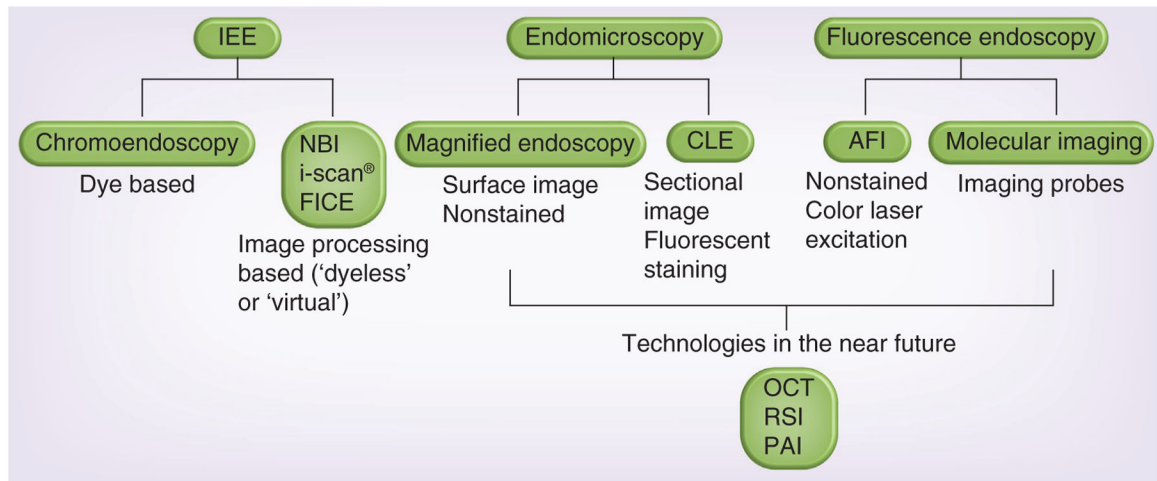 IEE
Endomicroscopy
Fluorescence endoscopy
Chromoendoscopy
Dye based
NBI
i-scan®
FICE
Image processing
based (‘dyeless’
or ‘virtual’)
Magnified endoscopy
Surface image
Nonstained
CLE
Sectional
image
Fluorescent
staining
AFI
Nonstained
Color laser
excitation
Molecular imaging
Imaging probes
Technologies in the near future
OCT
RSI
PAI